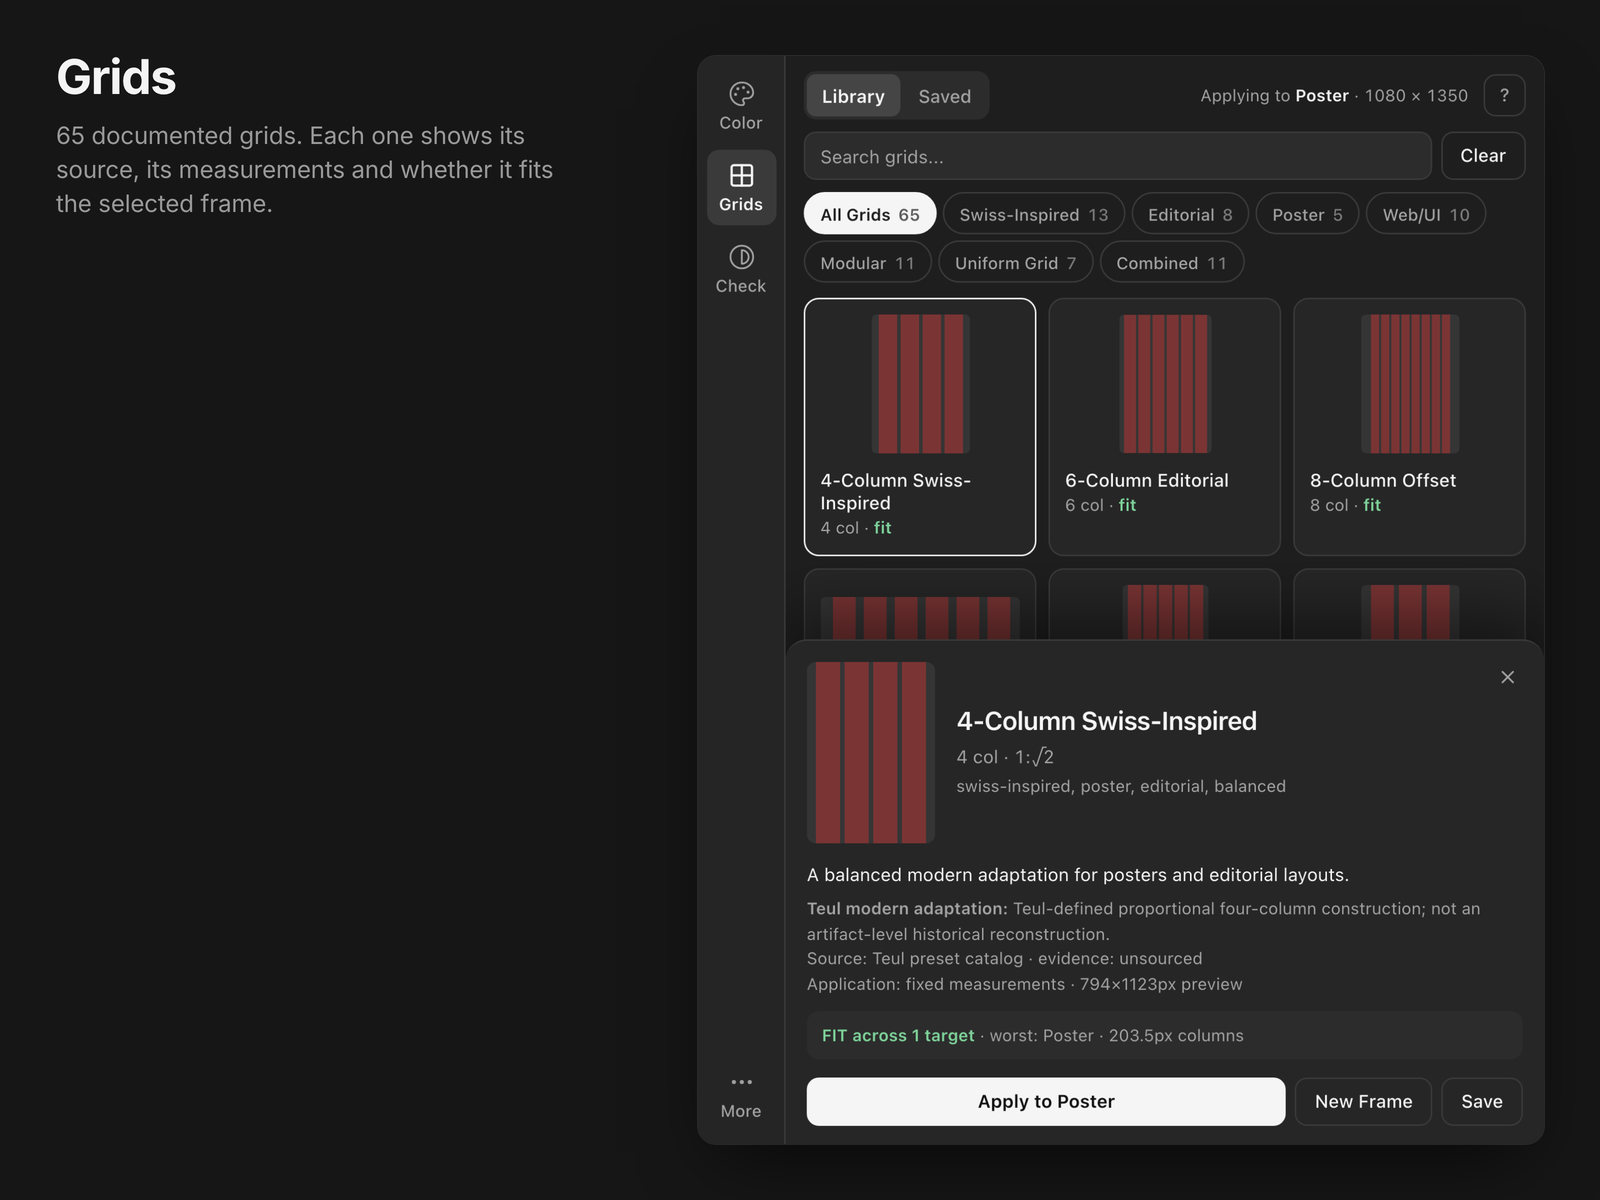 Grids
65 documented grids. Each one shows its
source, its measurements and whether it fits
the selected frame.
Color
Grids
Check
More
Library Saved
Applying to Poster · 1080 × 1350 ?
Search grids...
Clear
All Grids 65 Swiss-Inspired 13 Editorial 8 Poster 5 Web/UI 10
Modular 11 Uniform Grid 7 Combined 11
4-Column Swiss-
Inspired
4 col · fit
6-Column Editorial
6 col · fit
8-Column Offset
8 col · fit
4-Column Swiss-Inspired
4 col · 1:√2
swiss-inspired, poster, editorial, balanced
A balanced modern adaptation for posters and editorial layouts.
Teul modern adaptation: Teul-defined proportional four-column construction; not an
artifact-level historical reconstruction.
Source: Teul preset catalog · evidence: unsourced
Application: fixed measurements · 794×1123px preview
FIT across 1 target · worst: Poster · 203.5px columns
Apply to Poster
New Frame
Save